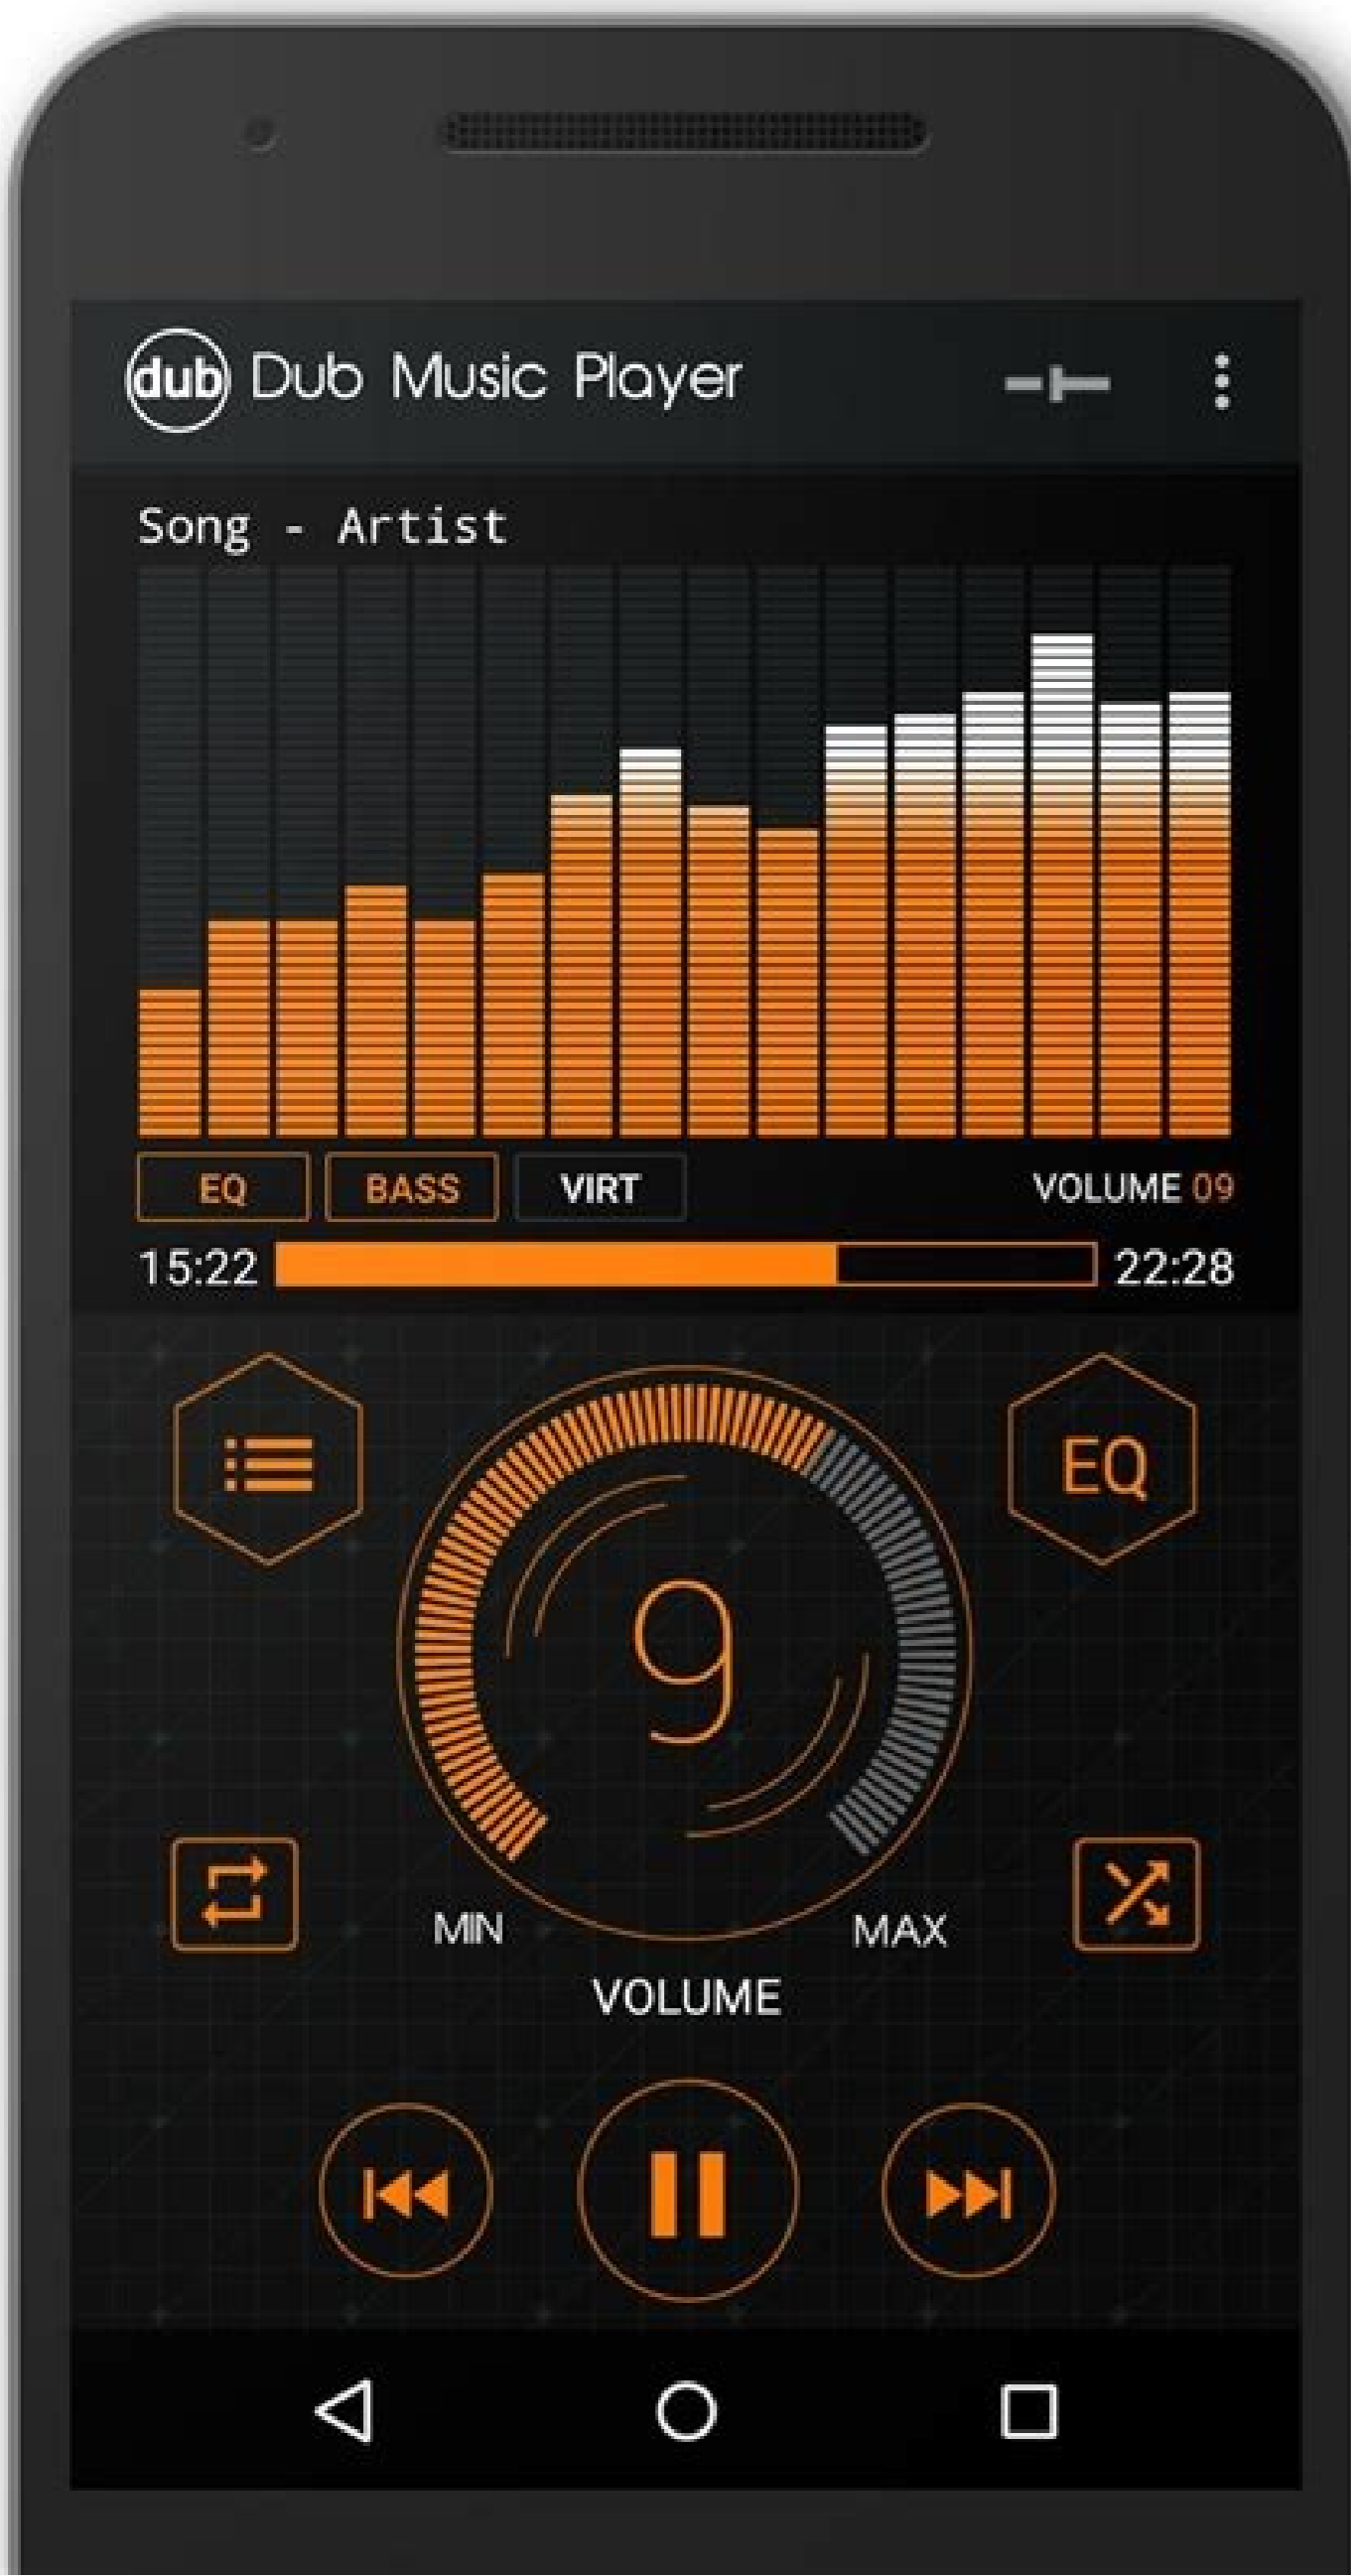 dub Dub Music Player
Song - Artist
EQ BASS VIRT VOLUME 09
15:22 22:28
EQ
9
MIN MAX
VOLUME